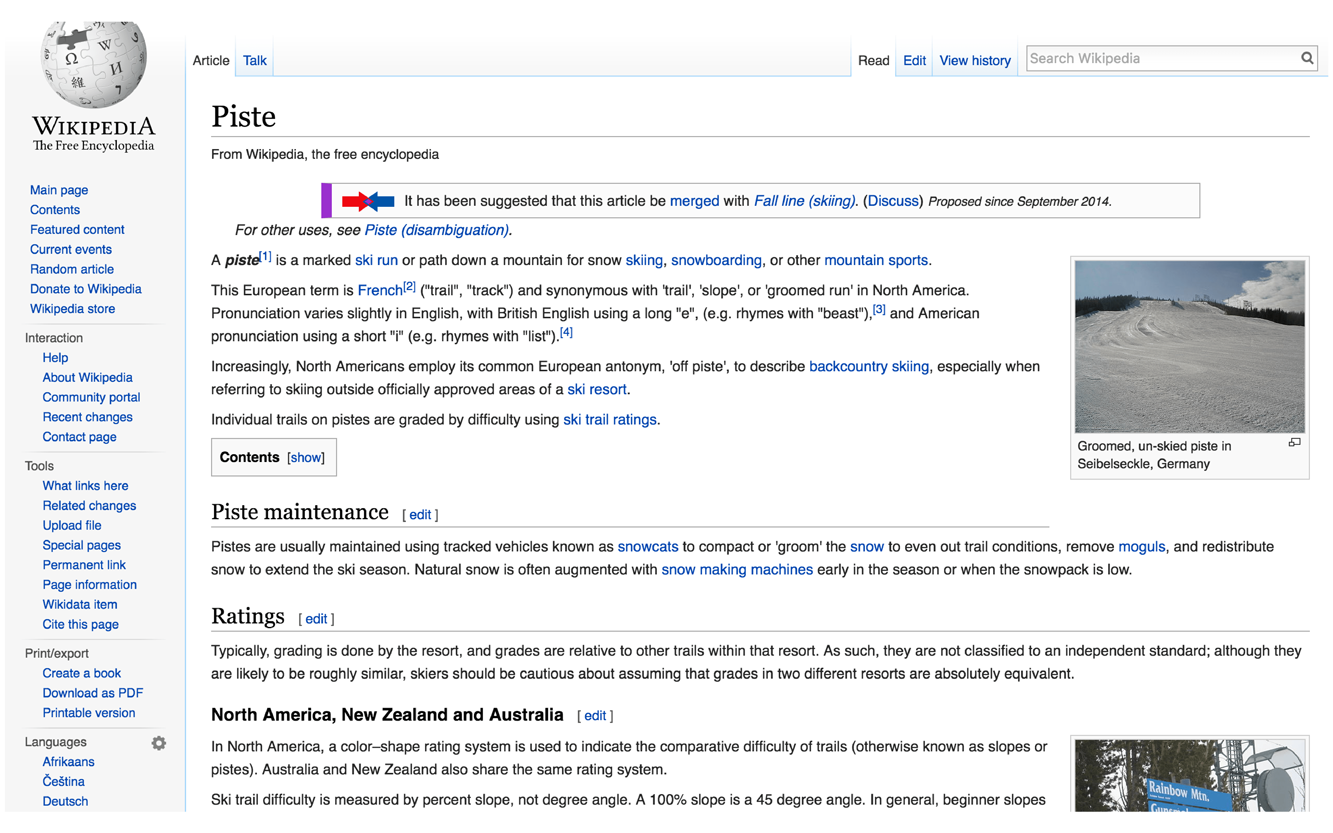 WIKIPEDIA
The Free Encyclopedia
Main page
Contents
Featured content
Current events
Random article
Donate to Wikipedia
Wikipedia store
Interaction
Help
About Wikipedia
Community portal
Recent changes
Contact page
Tools
What links here
Related changes
Upload file
Special pages
Permanent link
Page information
Wikidata item
Cite this page
Print/export
Create a book
Download as PDF
Printable version
Languages
Afrikaans
Čeština
Deutsch
Article Talk
Read Edit View history Search Wikipedia
Piste
From Wikipedia, the free encyclopedia
It has been suggested that this article be merged with Fall line (skiing). (Discuss) Proposed since September 2014.
For other uses, see Piste (disambiguation).
A piste[1] is a marked ski run or path down a mountain for snow skiing, snowboarding, or other mountain sports.
This European term is French[2] ("trail", "track") and synonymous with 'trail', 'slope', or 'groomed run' in North America.
Pronunciation varies slightly in English, with British English using a long "e", (e.g. rhymes with "beast"),[3] and American
pronunciation using a short "i" (e.g. rhymes with "list").[4]
Increasingly, North Americans employ its common European antonym, 'off piste', to describe backcountry skiing, especially when
referring to skiing outside officially approved areas of a ski resort.
Individual trails on pistes are graded by difficulty using ski trail ratings.
Groomed, un-skied piste in
Seibelseckle, Germany
Contents [show]
Piste maintenance [ edit ]
Pistes are usually maintained using tracked vehicles known as snowcats to compact or 'groom' the snow to even out trail conditions, remove moguls, and redistribute
snow to extend the ski season. Natural snow is often augmented with snow making machines early in the season or when the snowpack is low.
Ratings [ edit ]
Typically, grading is done by the resort, and grades are relative to other trails within that resort. As such, they are not classified to an independent standard; although they
are likely to be roughly similar, skiers should be cautious about assuming that grades in two different resorts are absolutely equivalent.
North America, New Zealand and Australia [ edit ]
In North America, a color–shape rating system is used to indicate the comparative difficulty of trails (otherwise known as slopes or
pistes). Australia and New Zealand also share the same rating system.
Ski trail difficulty is measured by percent slope, not degree angle. A 100% slope is a 45 degree angle. In general, beginner slopes
Rainbow Mtn.